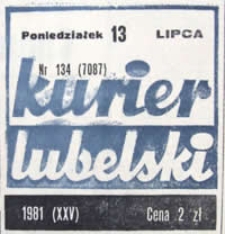 Poniedziałek 13 LIPCA
Nr 134 (7087)
kurier
lubelski
1981 (XXV) Cena 2 zł